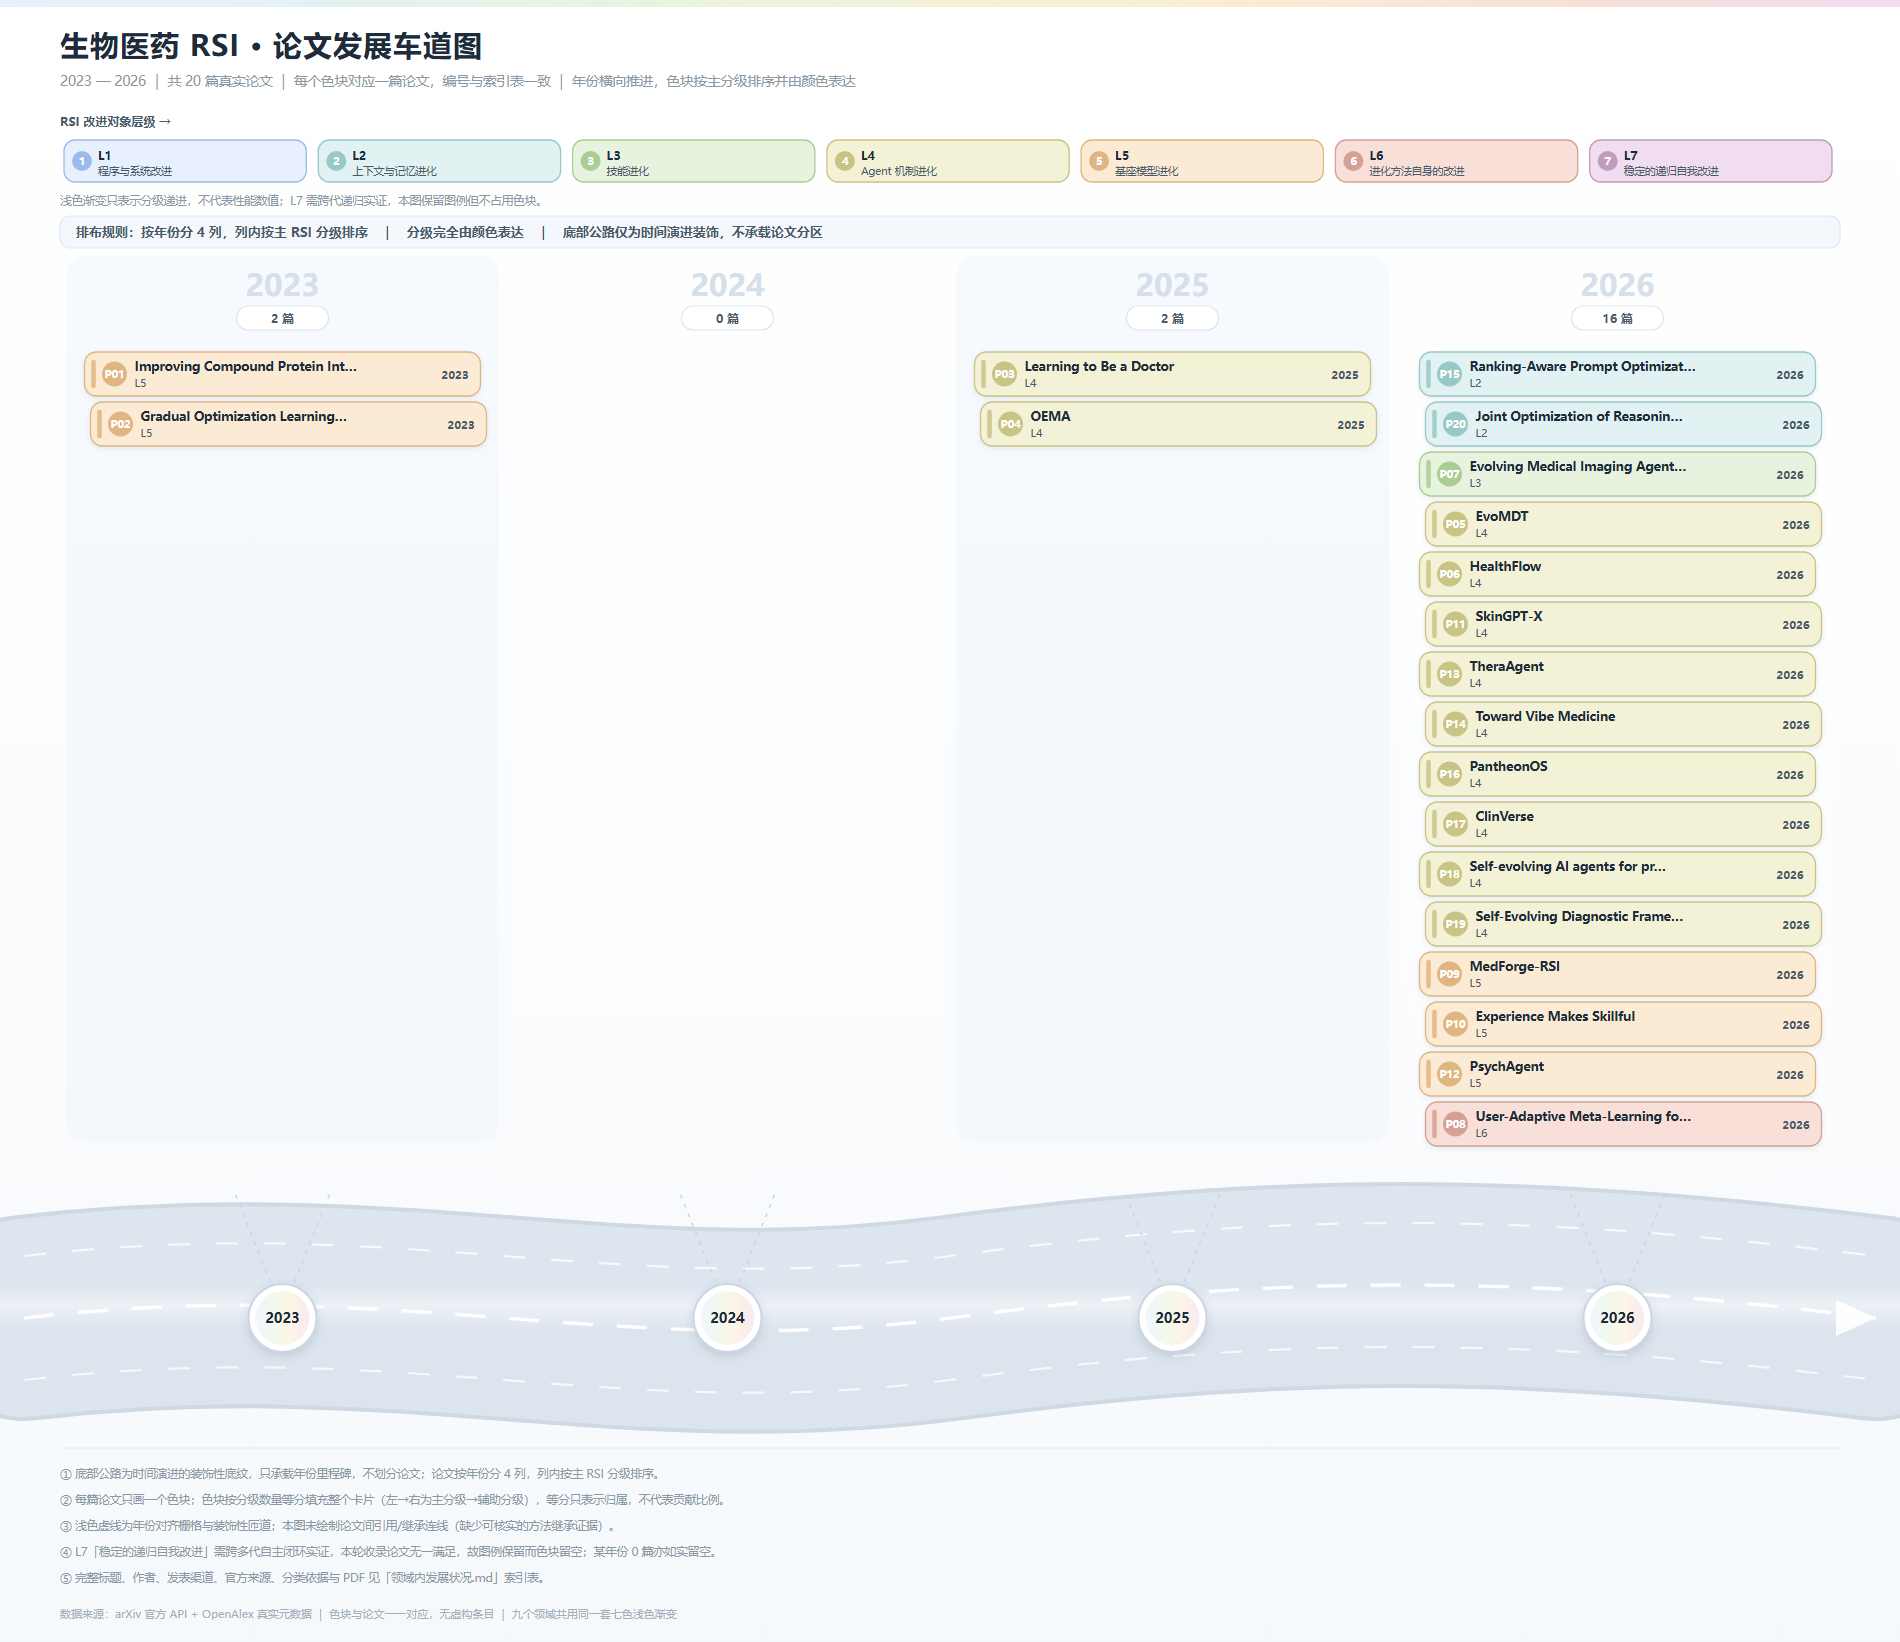 生物医药 RSI · 论文发展车道图
2023 — 2026 | 共 20 篇真实论文 | 每个色块对应一篇论文，编号与索引表一致 | 年份横向推进，色块按主分级排序并由颜色表达
RSI 改进对象层级 →
1 L1 程序与系统改进
2 L2 上下文与记忆进化
3 L3 技能进化
4 L4 Agent 机制进化
5 L5 基座模型进化
6 L6 进化方法自身的改进
7 L7 稳定的递归自我改进
浅色渐变只表示分级递进，不代表性能数值；L7 需跨代递归实证，本图保留图例但不占用色块。
排布规则：按年份分 4 列，列内按主 RSI 分级排序 | 分级完全由颜色表达 | 底部公路仅为时间演进装饰，不承载论文分区
2023
2 篇
P01 Improving Compound Protein Int... 2023
L5
P02 Gradual Optimization Learning... 2023
L5
2024
0 篇
2025
2 篇
P03 Learning to Be a Doctor 2025
L4
P04 OEMA 2025
L4
2026
16 篇
P15 Ranking-Aware Prompt Optimizat... 2026
L2
P20 Joint Optimization of Reasonin... 2026
L2
P07 Evolving Medical Imaging Agent... 2026
L3
P05 EvoMDT 2026
L4
P06 HealthFlow 2026
L4
P11 SkinGPT-X 2026
L4
P13 TheraAgent 2026
L4
P14 Toward Vibe Medicine 2026
L4
P16 PantheonOS 2026
L4
P17 ClinVerse 2026
L4
P18 Self-evolving AI agents for pr... 2026
L4
P19 Self-Evolving Diagnostic Frame... 2026
L4
P09 MedForge-RSI 2026
L5
P10 Experience Makes Skillful 2026
L5
P12 PsychAgent 2026
L5
P08 User-Adaptive Meta-Learning fo... 2026
L6
2023
2024
2025
2026
① 底部公路为时间演进的装饰性底纹，只承载年份里程碑，不划分论文；论文按年份分 4 列，列内按主 RSI 分级排序。
② 每篇论文只画一个色块；色块按分级数量等分填充整个卡片（左→右为主分级→辅助分级），等分只表示归属，不代表贡献比例。
③ 浅色虚线为年份对齐栅格与装饰性匝道；本图未绘制论文间引用/继承连线（缺少可核实的方法继承证据）。
④ L7「稳定的递归自我改进」需跨多代自主闭环实证，本轮收录论文无一满足，故图例保留而色块留空；某年份 0 篇亦如实留空。
⑤ 完整标题、作者、发表渠道、官方来源、分类依据与 PDF 见「领域内发展状况.md」索引表。
数据来源：arXiv 官方 API + OpenAlex 真实元数据 | 色块与论文一一对应，无虚构条目 | 九个领域共用同一套七色浅色渐变